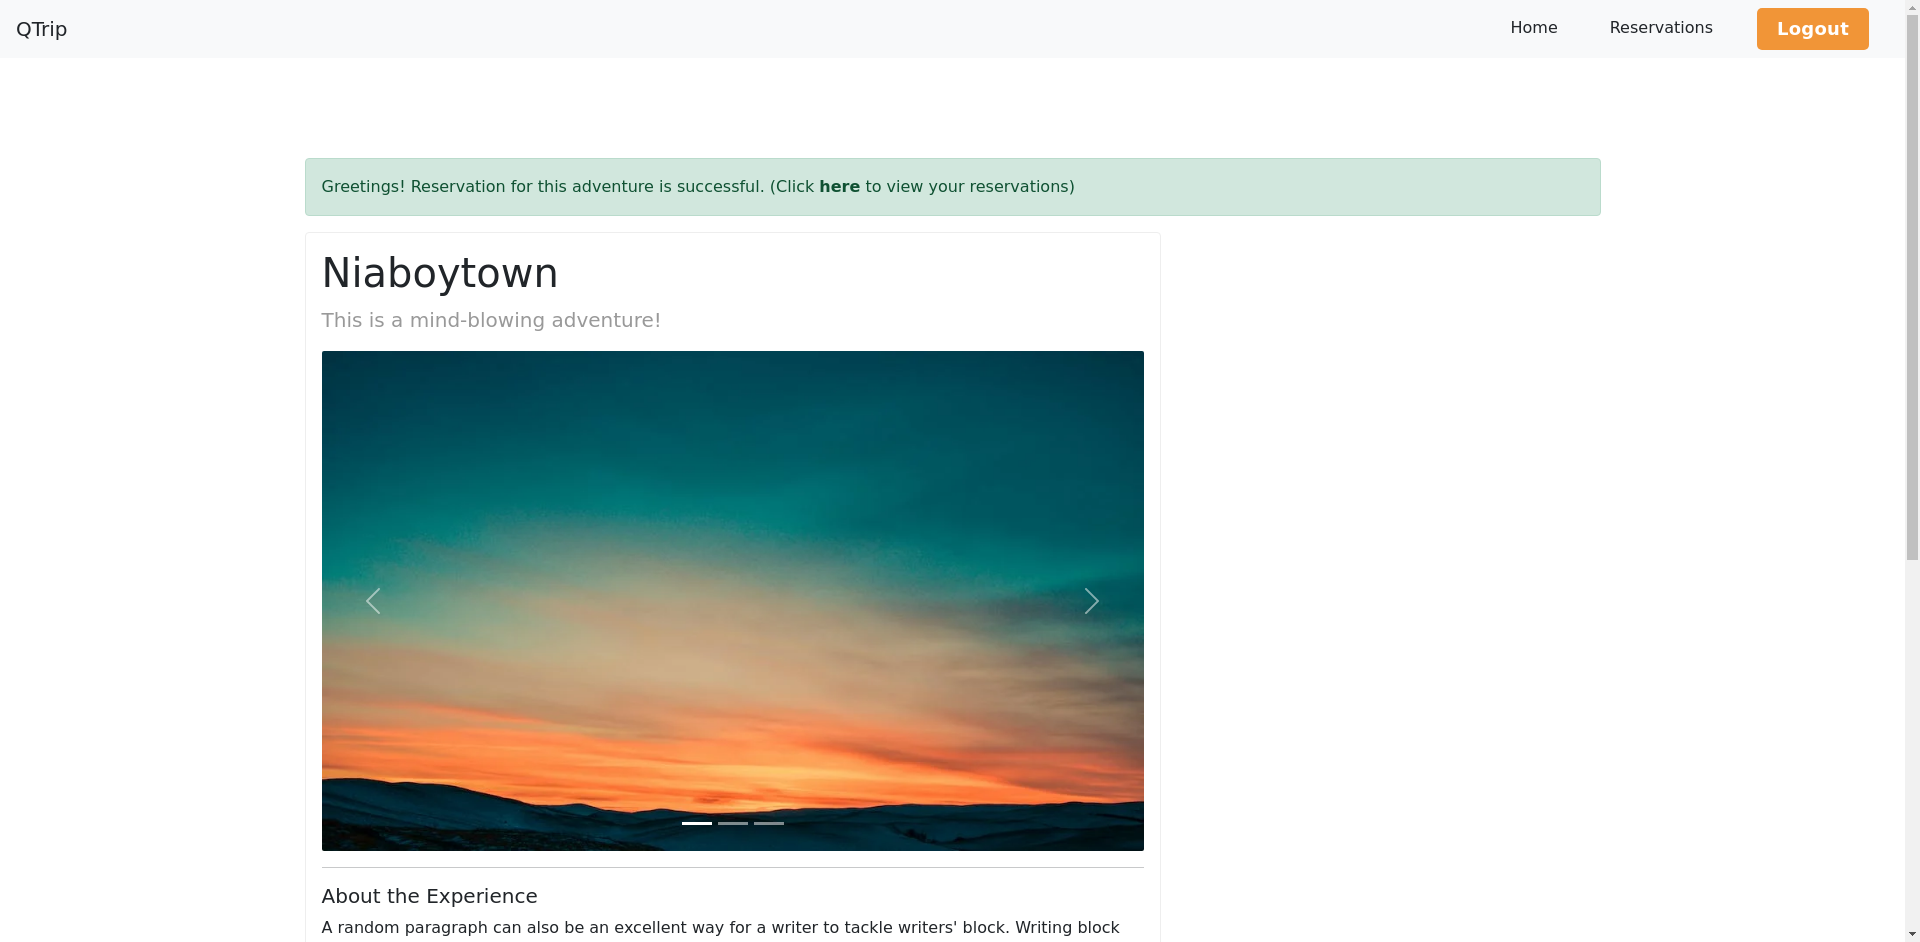 QTrip
Home
Reservations
Logout
Greetings! Reservation for this adventure is successful. (Click here to view your reservations)
Niaboytown
This is a mind-blowing adventure!
About the Experience
A random paragraph can also be an excellent way for a writer to tackle writers' block. Writing block